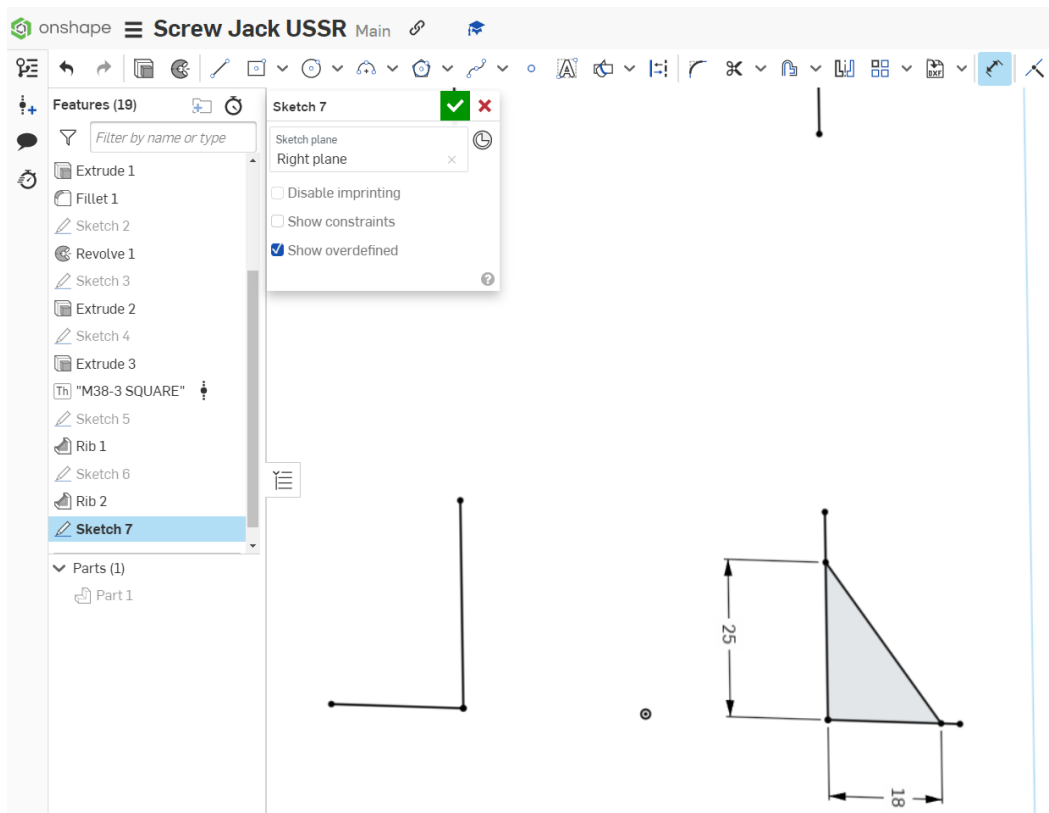 onshape Screw Jack USSR Main
A
DXF
Features (19)
Filter by name or type
Extrude 1
Fillet 1
Sketch 2
Revolve 1
Sketch 3
Extrude 2
Sketch 4
Extrude 3
Th "M38-3 SQUARE"
Sketch 5
Rib 1
Sketch 6
Rib 2
Sketch 7
Parts (1)
Part 1
Sketch 7
Sketch plane
Right plane
Disable imprinting
Show constraints
Show overdefined
?
25
18